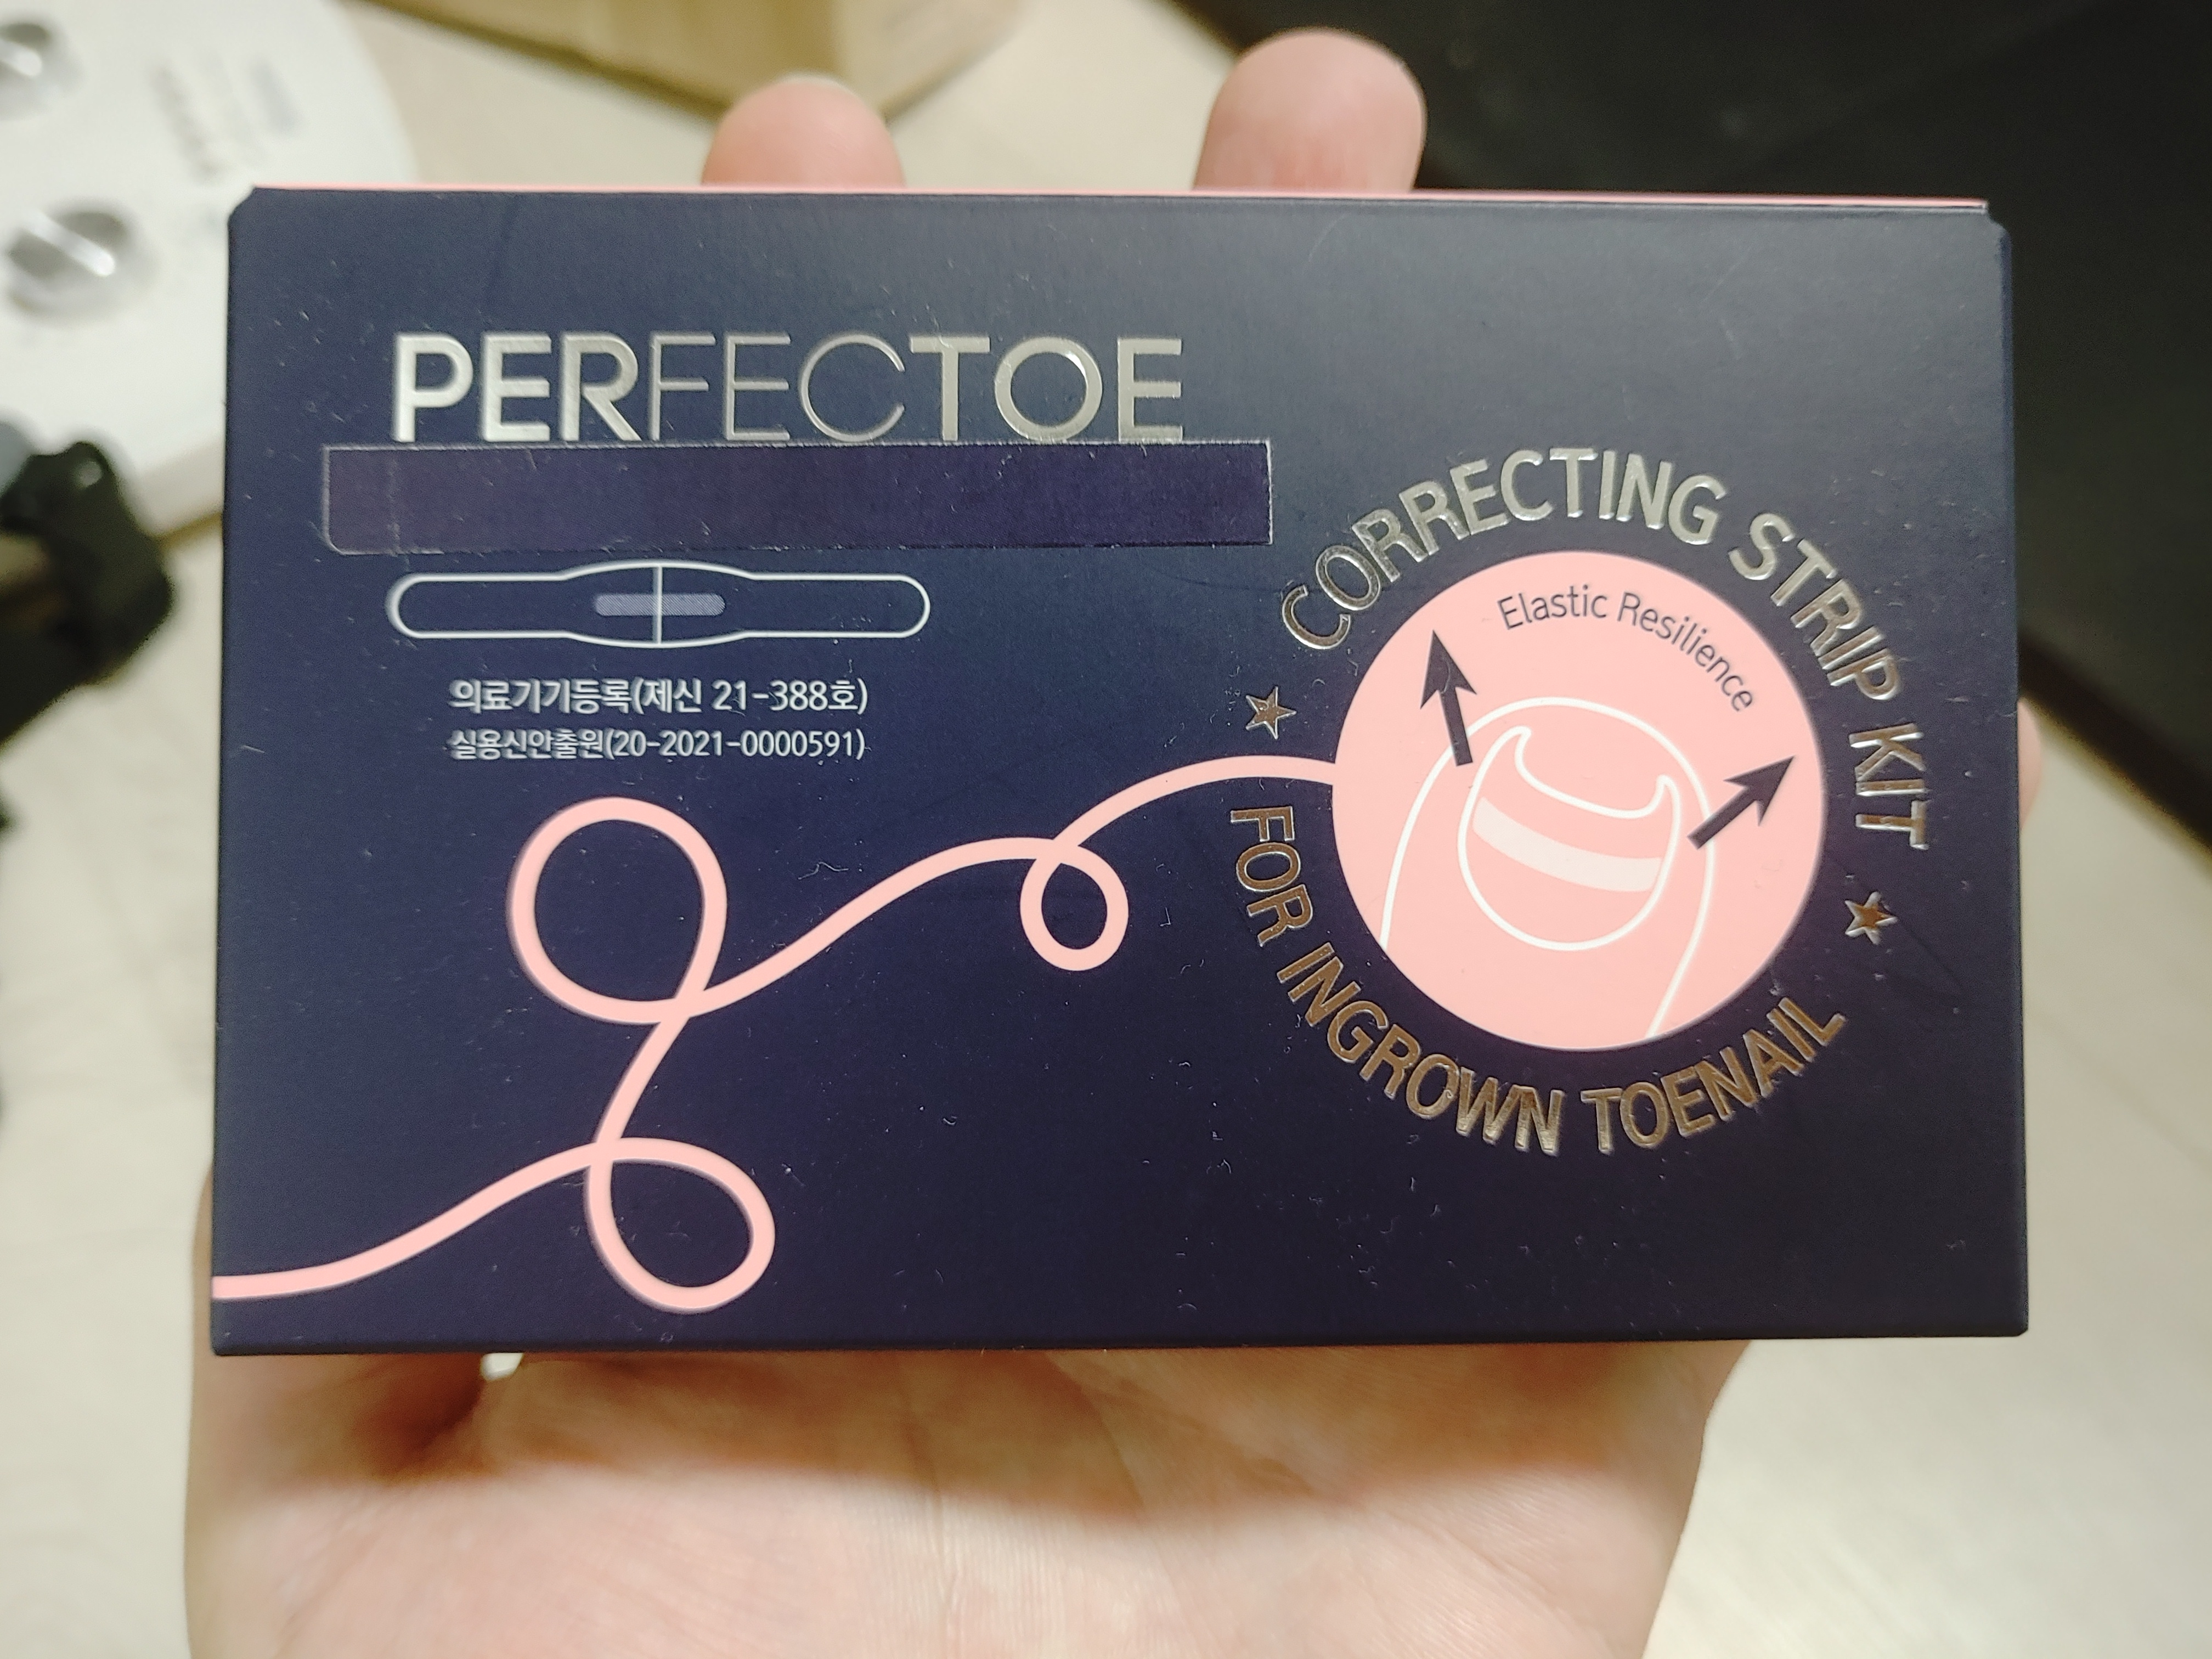 PERFECTOE
의료기기등록(제신 21-388호)
실용신안출원(20-2021-0000591)
CORRECTING STRIP KIT
Elastic Resilience
FOR INGROWN TOENAIL